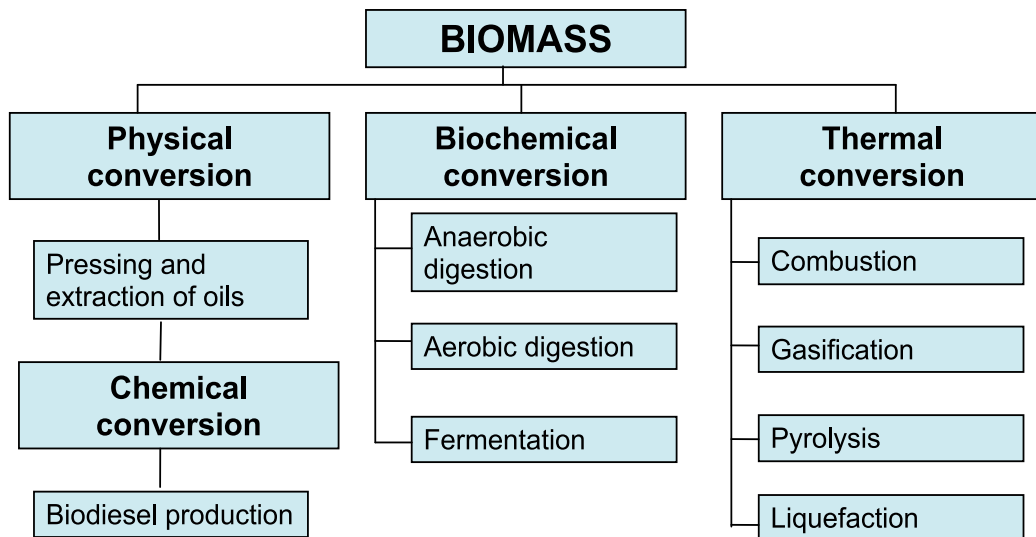 BIOMASS
Physical
conversion
Pressing and
extraction of oils
Chemical
conversion
Biodiesel production
Biochemical
conversion
Anaerobic
digestion
Aerobic digestion
Fermentation
Thermal
conversion
Combustion
Gasification
Pyrolysis
Liquefaction